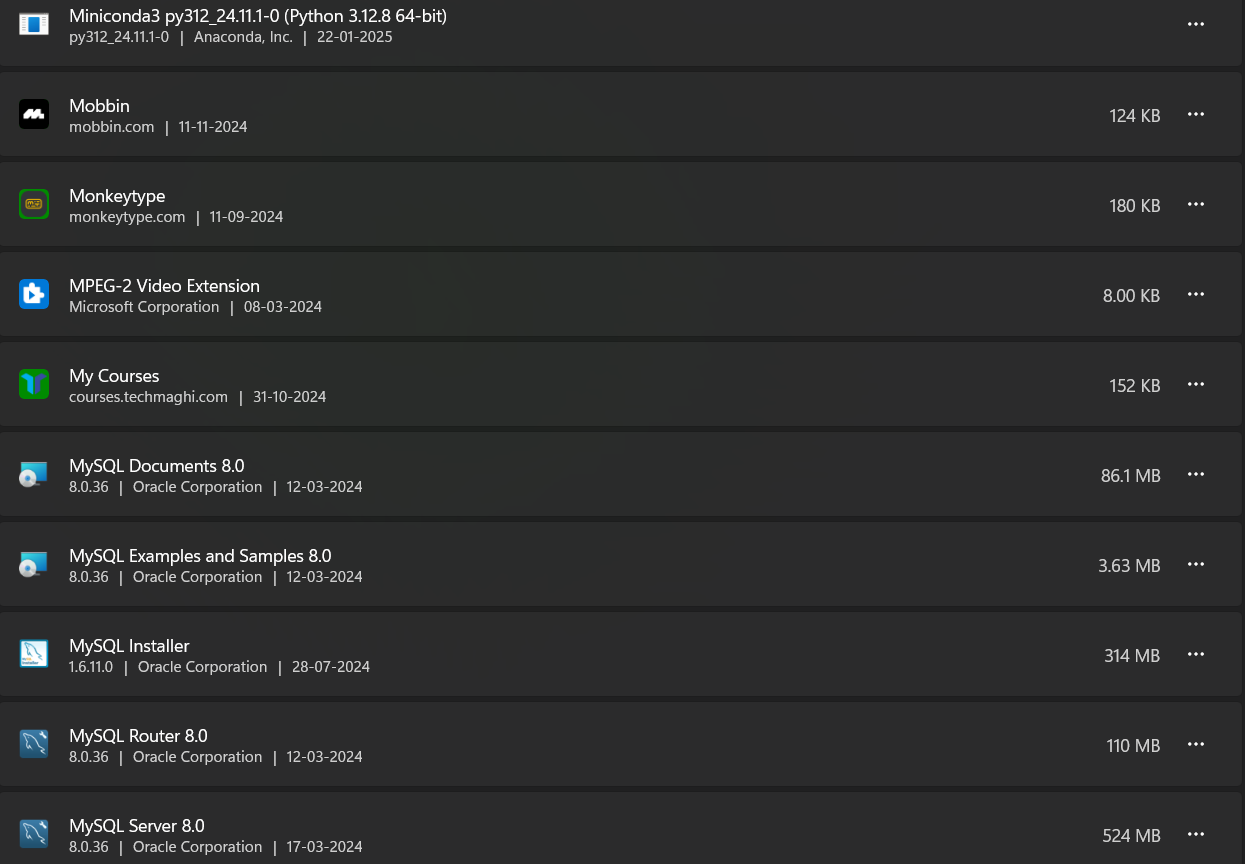 Miniconda3 py312_24.11.1-0 (Python 3.12.8 64-bit)
py312_24.11.1-0 | Anaconda, Inc. | 22-01-2025
Mobbin
mobbin.com | 11-11-2024
124 KB
Monkeytype
monkeytype.com | 11-09-2024
180 KB
MPEG-2 Video Extension
Microsoft Corporation | 08-03-2024
8.00 KB
My Courses
courses.techmaghi.com | 31-10-2024
152 KB
MySQL Documents 8.0
8.0.36 | Oracle Corporation | 12-03-2024
86.1 MB
MySQL Examples and Samples 8.0
8.0.36 | Oracle Corporation | 12-03-2024
3.63 MB
MySQL Installer
1.6.11.0 | Oracle Corporation | 28-07-2024
314 MB
MySQL Router 8.0
8.0.36 | Oracle Corporation | 12-03-2024
110 MB
MySQL Server 8.0
8.0.36 | Oracle Corporation | 17-03-2024
524 MB